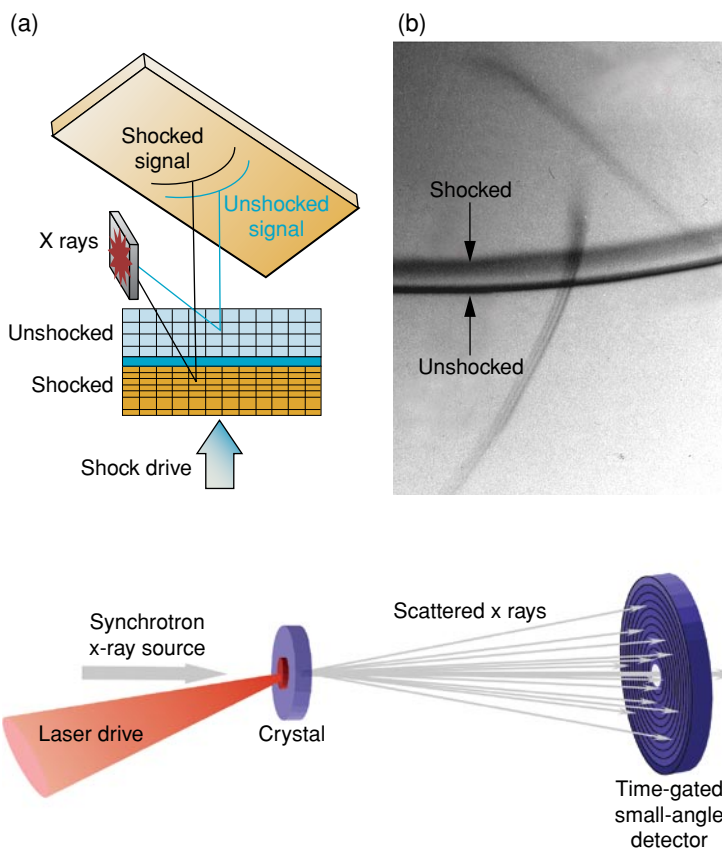 (a)
Shocked
signal
Unshocked
signal
X rays
Unshocked
Shocked
Shock drive
(b)
Shocked
Unshocked
Synchrotron
x-ray source
Scattered x rays
Laser drive
Crystal
Time-gated
small-angle
detector